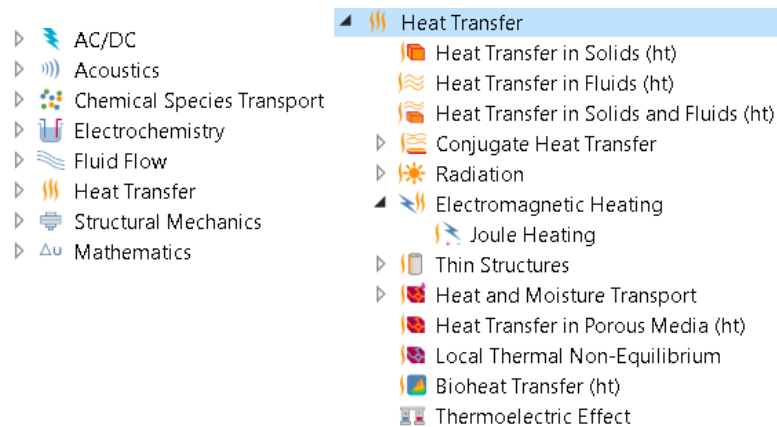 AC/DC
Acoustics
Chemical Species Transport
Electrochemistry
Fluid Flow
Heat Transfer
Structural Mechanics
Δu Mathematics
Heat Transfer
Heat Transfer in Solids (ht)
Heat Transfer in Fluids (ht)
Heat Transfer in Solids and Fluids (ht)
Conjugate Heat Transfer
Radiation
Electromagnetic Heating
Joule Heating
Thin Structures
Heat and Moisture Transport
Heat Transfer in Porous Media (ht)
Local Thermal Non-Equilibrium
Bioheat Transfer (ht)
Thermoelectric Effect